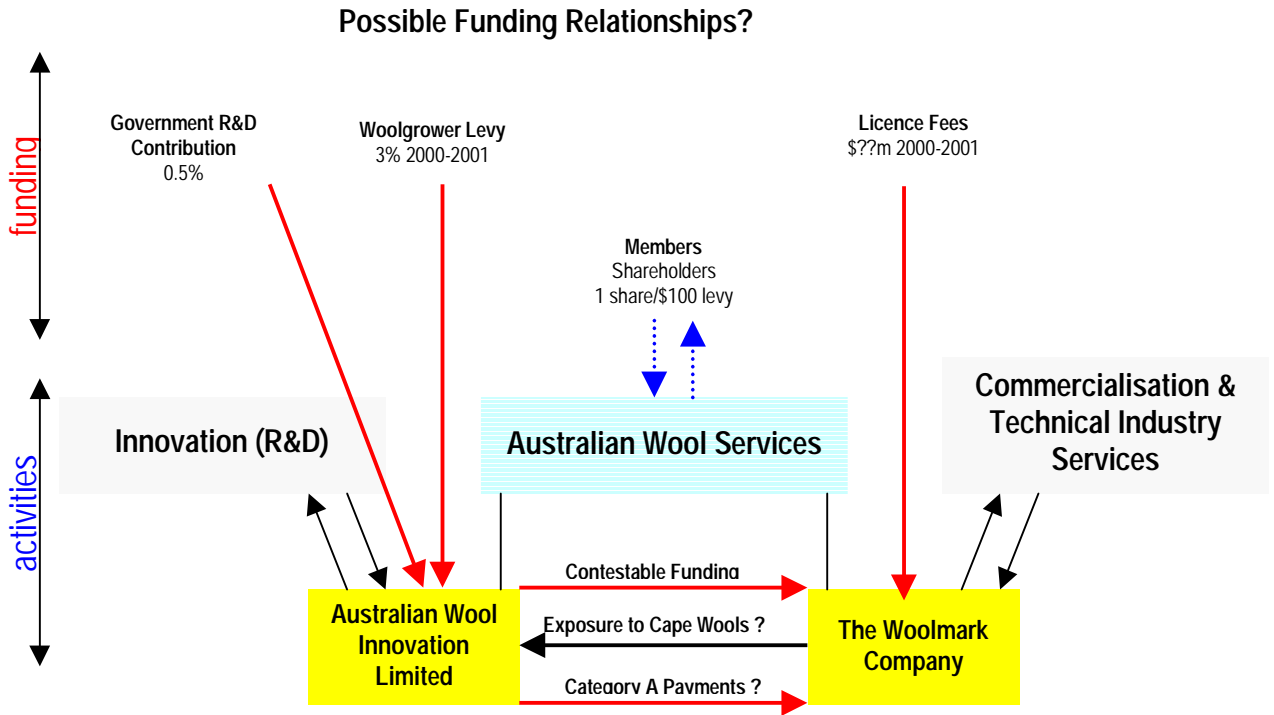 Possible Funding Relationships?
funding
Government R&D
Contribution
0.5%
Woolgrower Levy
3% 2000-2001
Licence Fees
$??m 2000-2001
Members
Shareholders
1 share/$100 levy
activities
Innovation (R&D)
Australian Wool Services
Commercialisation &
Technical Industry
Services
Contestable Funding
Exposure to Cape Wools ?
Category A Payments ?
Australian Wool
Innovation
Limited
The Woolmark
Company